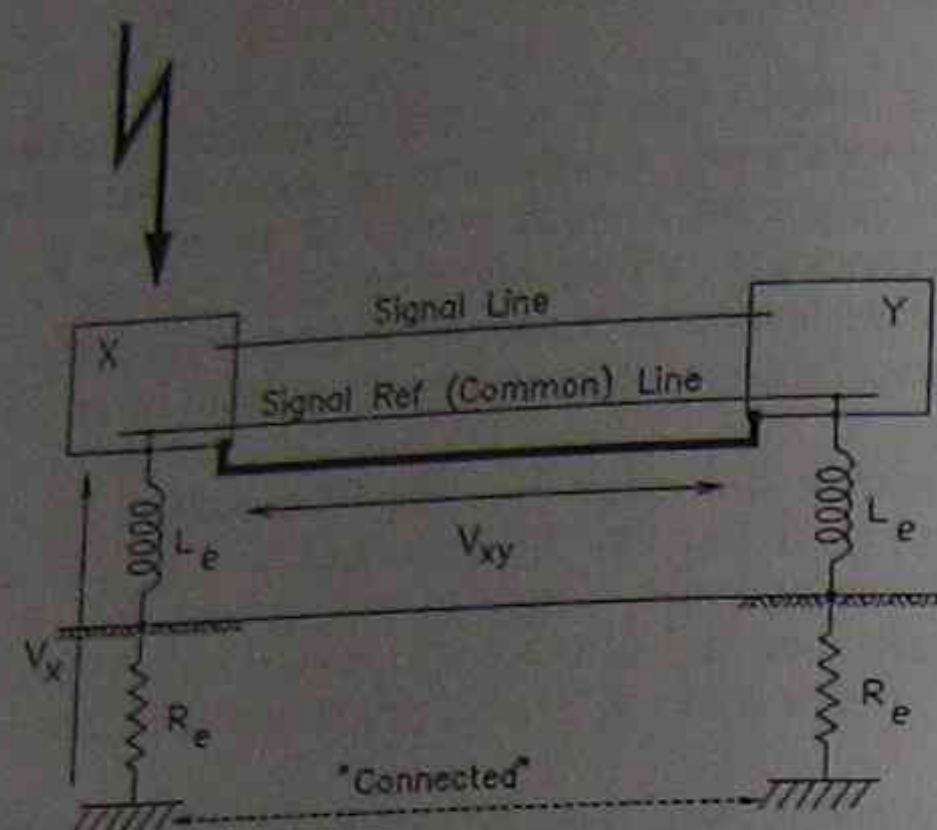 X
Y
Signal Line
Signal Ref (Common) Line
Le
Vxy
Le
Vx
Re
Re
"Connected"